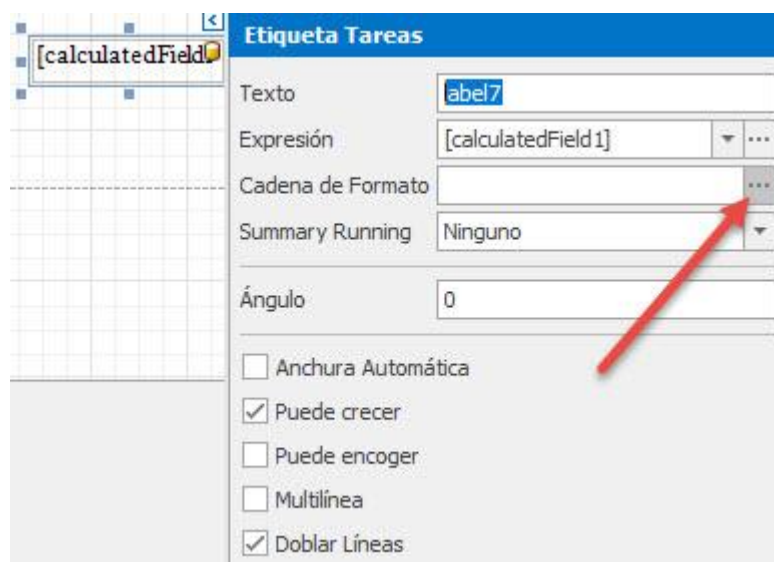 [calculatedField
Etiqueta Tareas
Texto label7
Expresión [calculatedField1]
Cadena de Formato
Summary Running Ninguno
Ángulo 0
Anchura Automática
Puede crecer
Puede encoger
Multilínea
Doblar Líneas